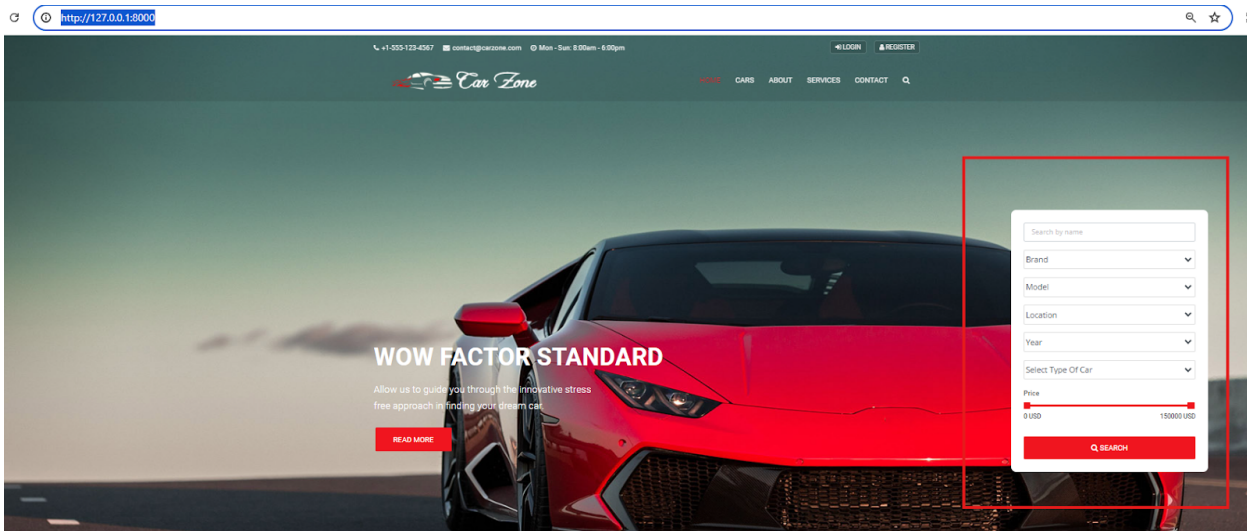 http://127.0.0.1:8000
+1-555-123-4567 contact@carzone.com Mon - Sun: 8:00am - 6:00pm LOGIN REGISTER
Car Zone HOME CARS ABOUT SERVICES CONTACT
Search by name
Brand
Model
Location
Year
Select Type Of Car
Price
0 USD 150000 USD
SEARCH
WOW FACTOR STANDARD
Allow us to guide you through the innovative stress
free approach in finding your dream car.
READ MORE